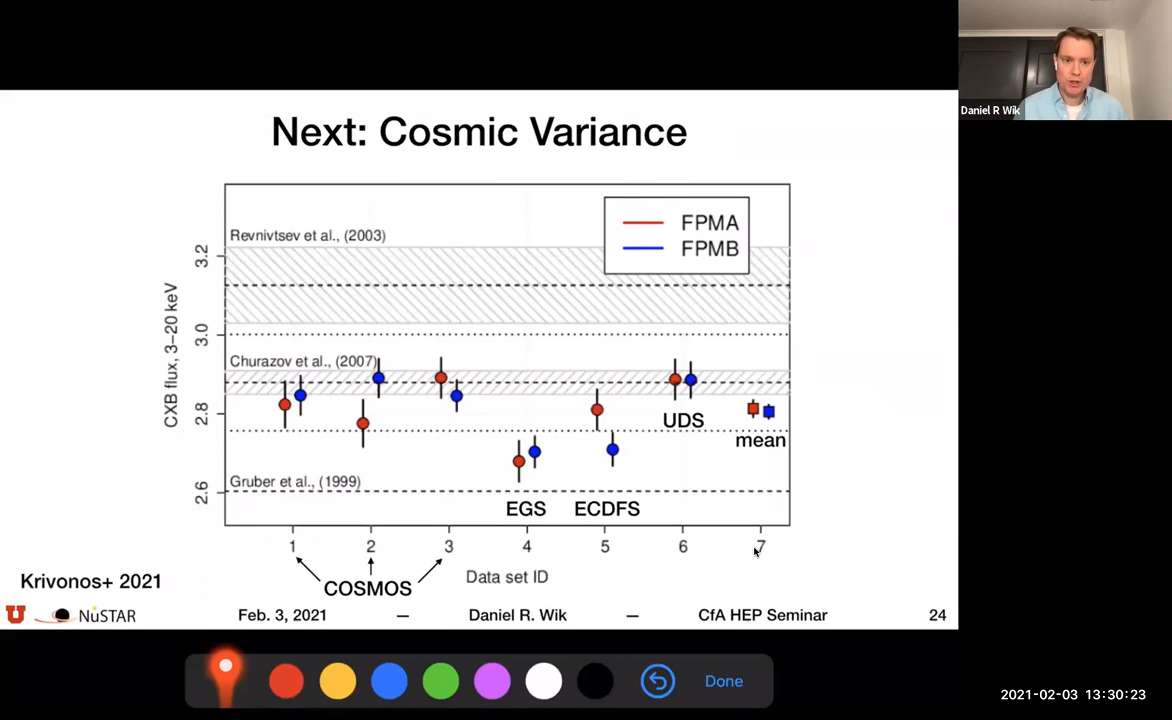 Daniel R Wik
Next: Cosmic Variance
FPMA
FPMB
Revnivtsev et al., (2003)
3.2
3.0
2.8
2.6
CXB flux, 3–20 keV
Churazov et al., (2007)
UDS
mean
Gruber et al., (1999)
EGS
ECDFS
1 2 3 4 5 6 7
Data set ID
COSMOS
Krivonos+ 2021
U NuSTAR Feb. 3, 2021 — Daniel R. Wik — CfA HEP Seminar 24
Done
2021-02-03 13:30:23